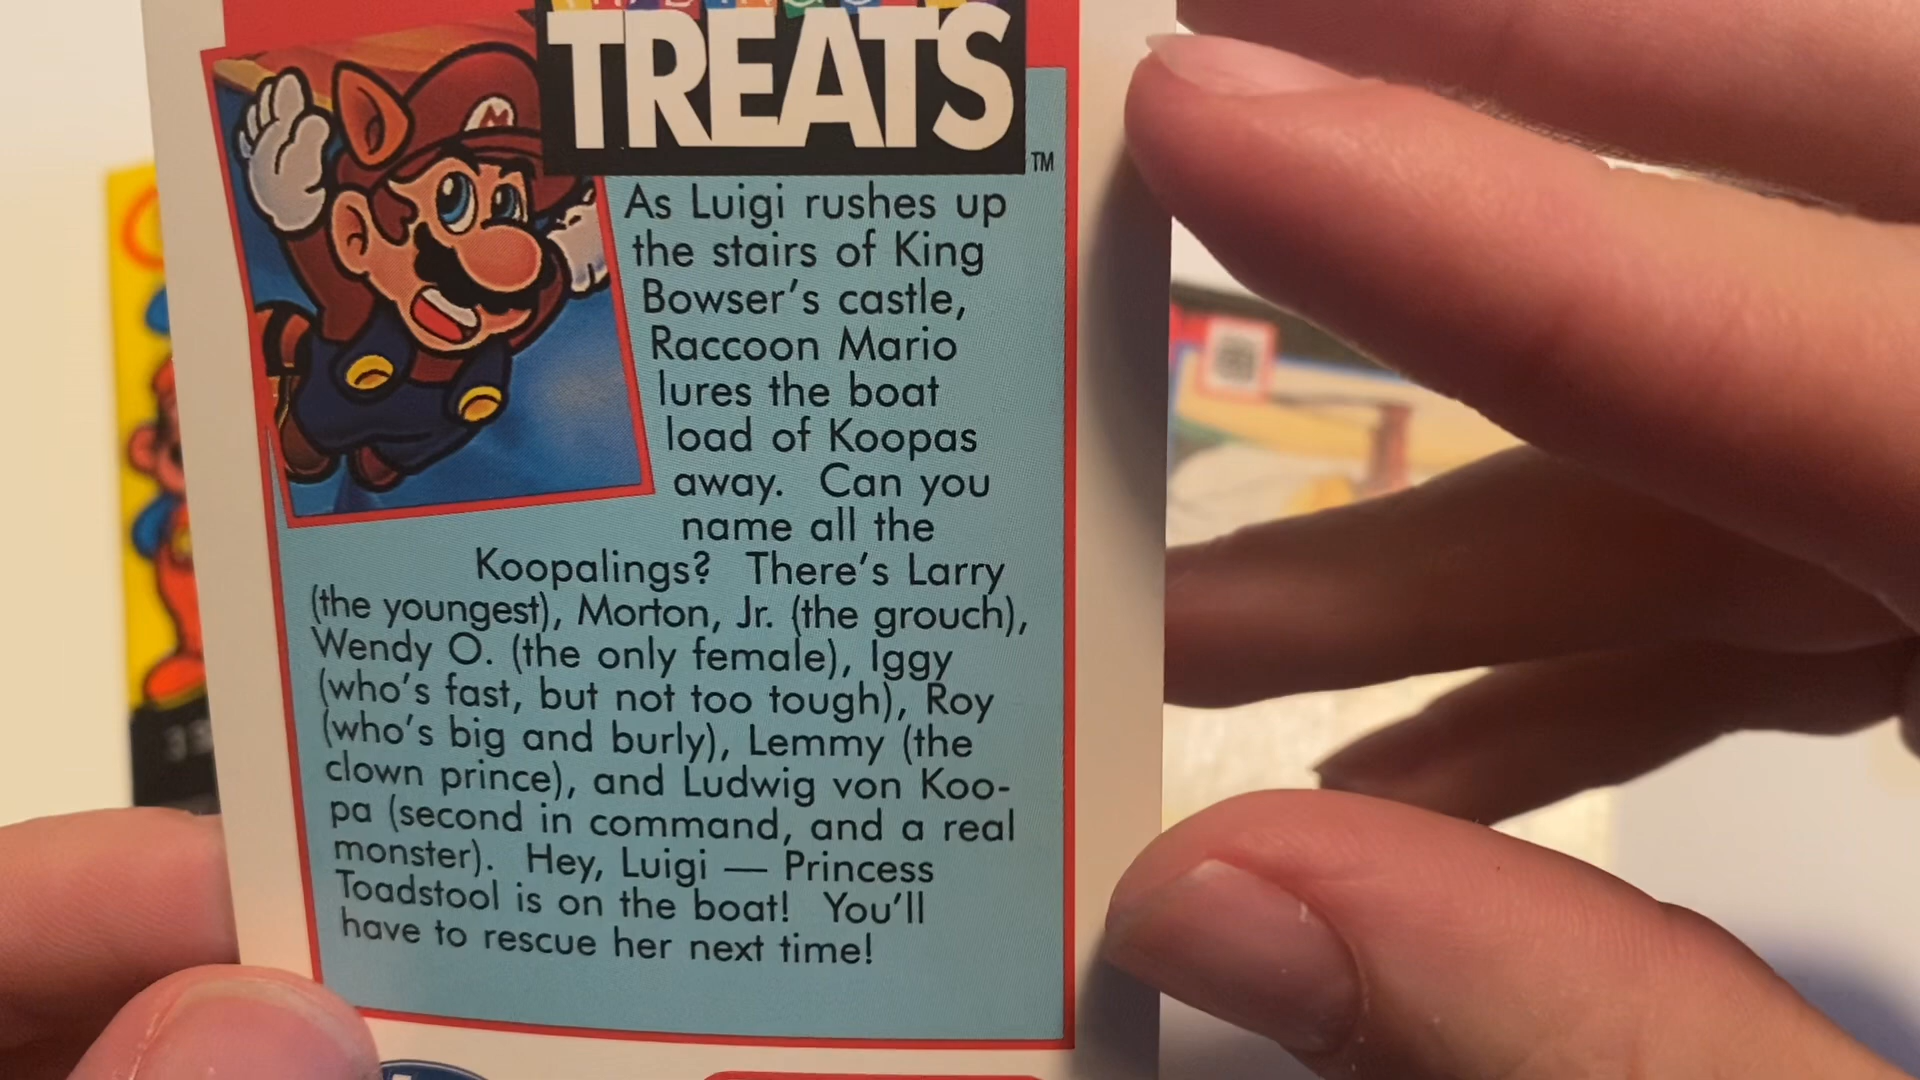 TREATS
TM
As Luigi rushes up
the stairs of King
Bowser's castle,
Raccoon Mario
lures the boat
load of Koopas
away. Can you
name all the
Koopalings? There's Larry
(the youngest), Morton, Jr. (the grouch),
Wendy O. (the only female), Iggy
(who's fast, but not too tough), Roy
(who's big and burly), Lemmy (the
clown prince), and Ludwig von Koo-
pa (second in command, and a real
monster). Hey, Luigi — Princess
Toadstool is on the boat! You'll
have to rescue her next time!
M